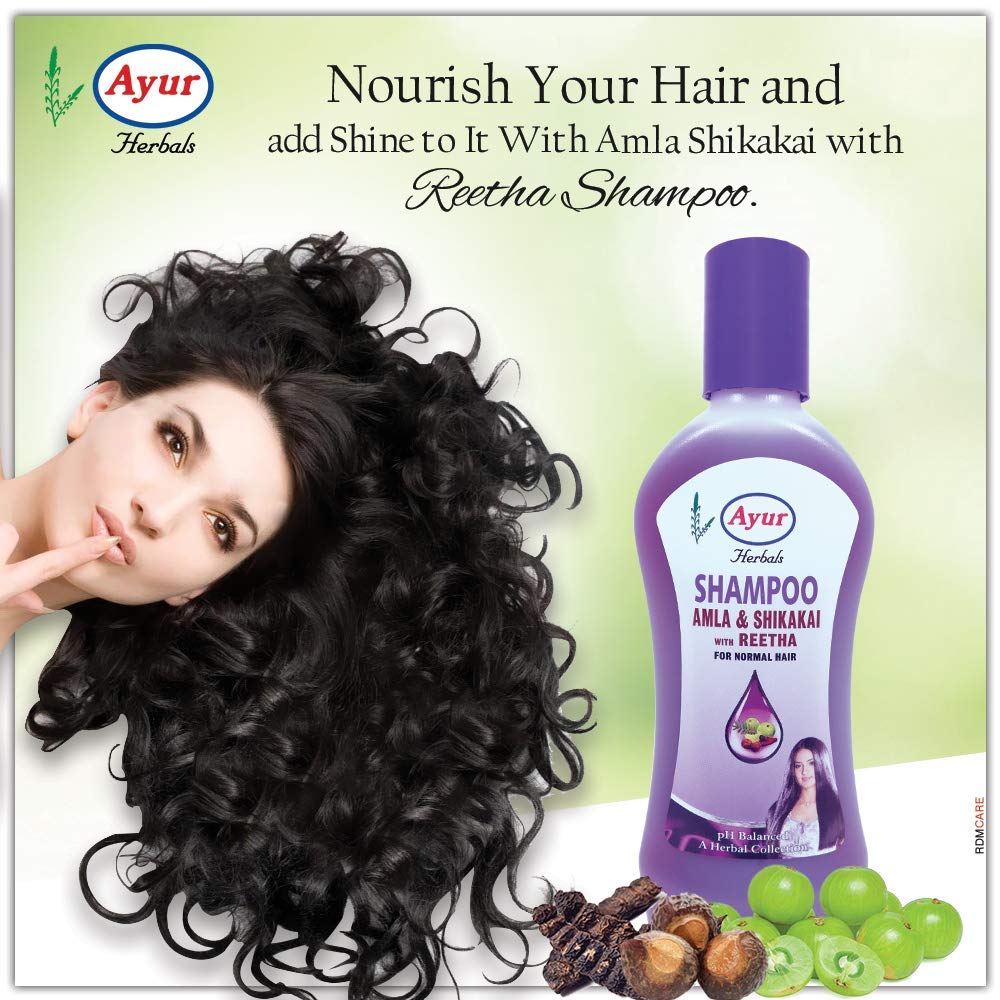 Ayur
Herbals
Nourish Your Hair and
add Shine to It With Amla Shikakai with
Reetha Shampoo.
Ayur
Herbals
SHAMPOO
AMLA & SHIKAKAI
WITH REETHA
FOR NORMAL HAIR
pH Balanced
A Herbal Collection
RDMCARE